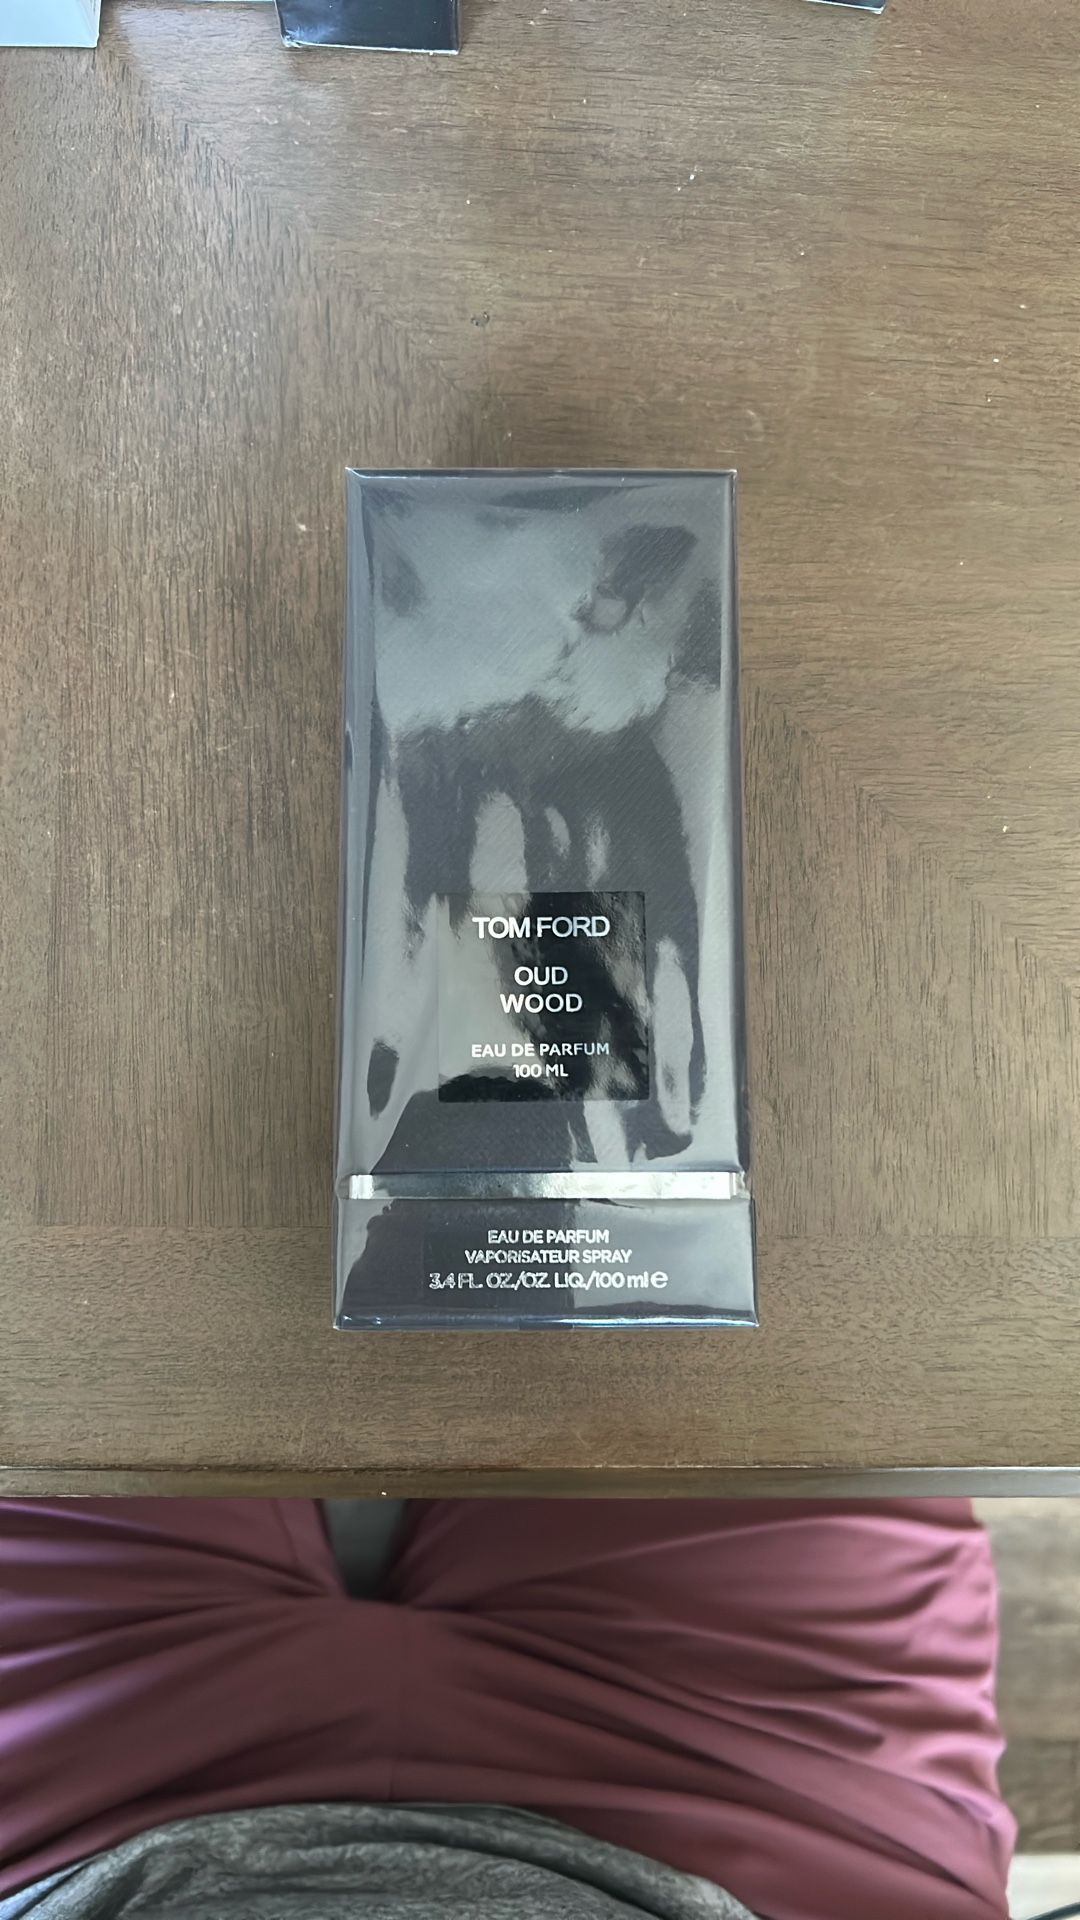 TOM FORD
OUD
WOOD
EAU DE PARFUM
100 ML
EAU DE PARFUM
VAPORISATEUR SPRAY
3.4 FL. OZ./OZ. LIQ./100 ml e